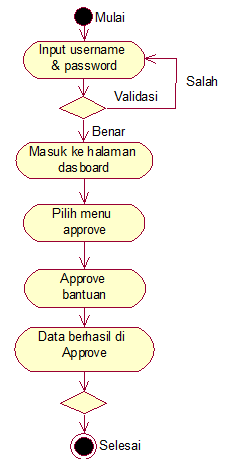 Mulai
Input username
& password
Salah
Validasi
Benar
Masuk ke halaman
dasboard
Pilih menu
approve
Approve
bantuan
Data berhasil di
Approve
Selesai